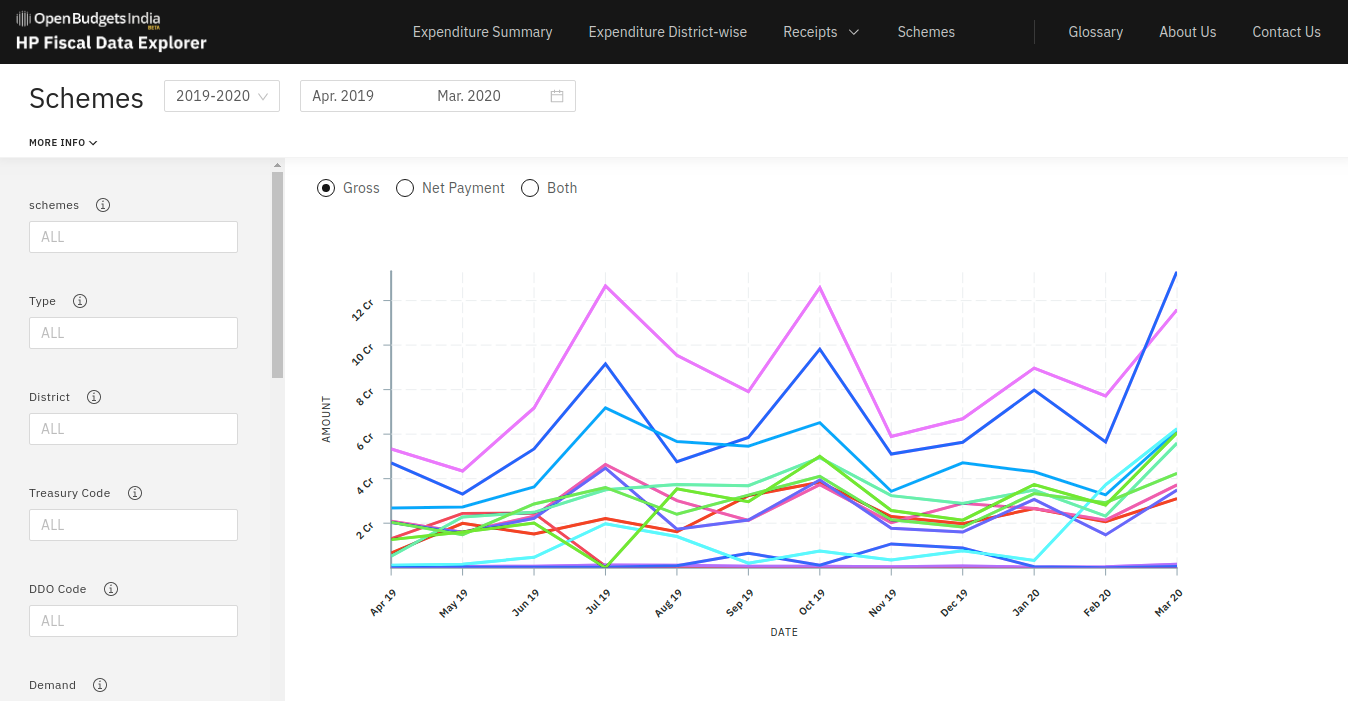 OpenBudgetsIndia
BETA
HP Fiscal Data Explorer
Expenditure Summary
Expenditure District-wise
Receipts
Schemes
Glossary
About Us
Contact Us
Schemes
2019-2020
Apr. 2019
Mar. 2020
MORE INFO
schemes
ALL
Type
ALL
District
ALL
Treasury Code
ALL
DDO Code
ALL
Demand
Gross
Net Payment
Both
12 Cr
10 Cr
8 Cr
6 Cr
4 Cr
2 Cr
AMOUNT
Apr 19
May 19
Jun 19
Jul 19
Aug 19
Sep 19
Oct 19
Nov 19
Dec 19
Jan 20
Feb 20
Mar 20
DATE